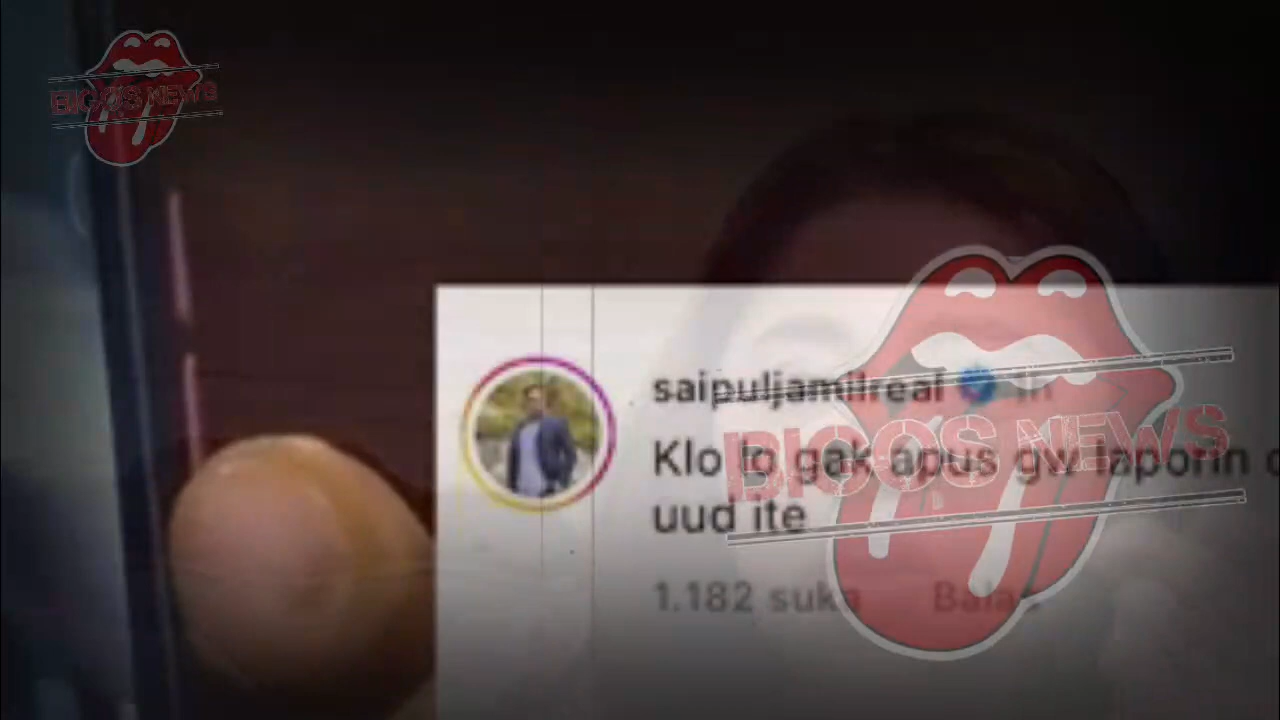 BIGOS NEWS
saipuljamilreal
Klo lo gak apus gw laporin
uud ite
1.182 suka Balas
BIGOS NEWS